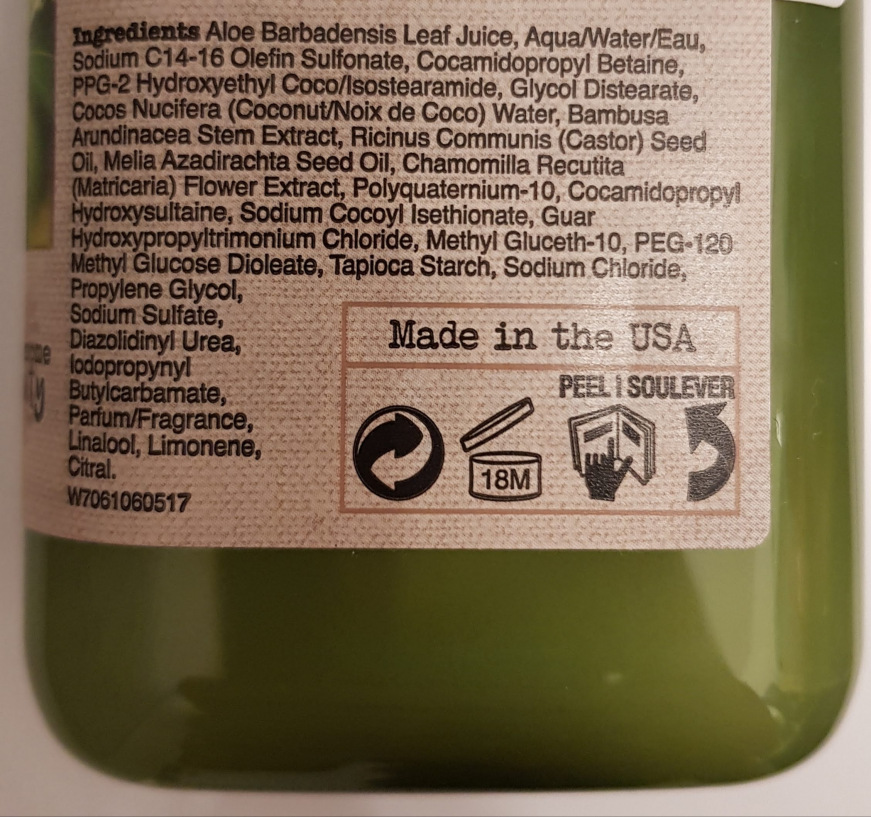 Ingredients Aloe Barbadensis Leaf Juice, Aqua/Water/Eau,
Sodium C14-16 Olefin Sulfonate, Cocamidopropyl Betaine,
PPG-2 Hydroxyethyl Coco/Isostearamide, Glycol Distearate,
Cocos Nucifera (Coconut/Noix de Coco) Water, Bambusa
Arundinacea Stem Extract, Ricinus Communis (Castor) Seed
Oil, Melia Azadirachta Seed Oil, Chamomilla Recutita
(Matricaria) Flower Extract, Polyquaternium-10, Cocamidopropyl
Hydroxysultaine, Sodium Cocoyl Isethionate, Guar
Hydroxypropyltrimonium Chloride, Methyl Gluceth-10, PEG-120
Methyl Glucose Dioleate, Tapioca Starch, Sodium Chloride,
Propylene Glycol,
Sodium Sulfate,
Diazolidinyl Urea,
Iodopropynyl
Butylcarbamate,
Parfum/Fragrance,
Linalool, Limonene,
Citral.
W7061060517
Made in the USA
PEEL | SOULEVER
18M